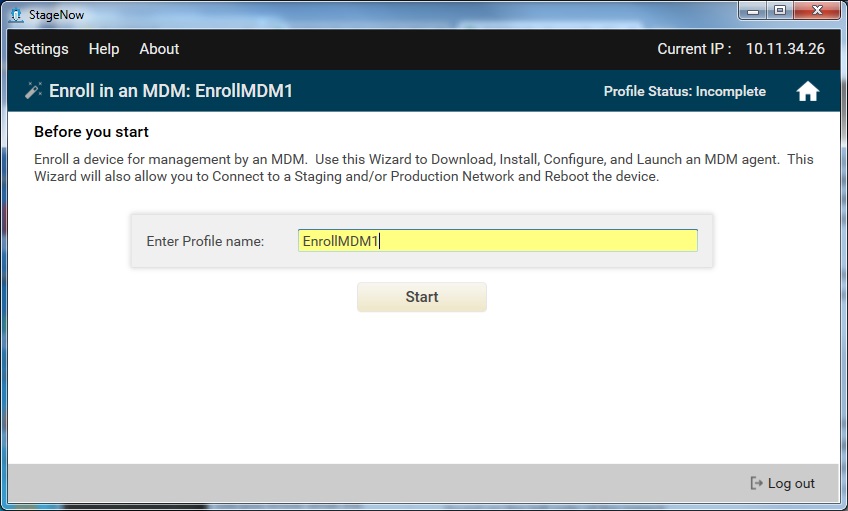 StageNow
Settings Help About Current IP : 10.11.34.26
Enroll in an MDM: EnrollMDM1 Profile Status: Incomplete
Before you start
Enroll a device for management by an MDM. Use this Wizard to Download, Install, Configure, and Launch an MDM agent. This
Wizard will also allow you to Connect to a Staging and/or Production Network and Reboot the device.
Enter Profile name: EnrollMDM1
Start
Log out